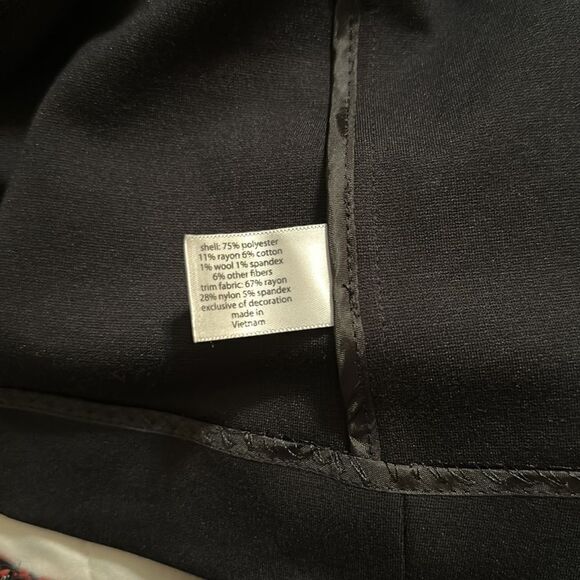 shell: 75% polyester
11% rayon 6% cotton
1% wool 1% spandex
6% other fibers
trim fabric: 67% rayon
28% nylon 5% spandex
exclusive of decoration
made in
Vietnam